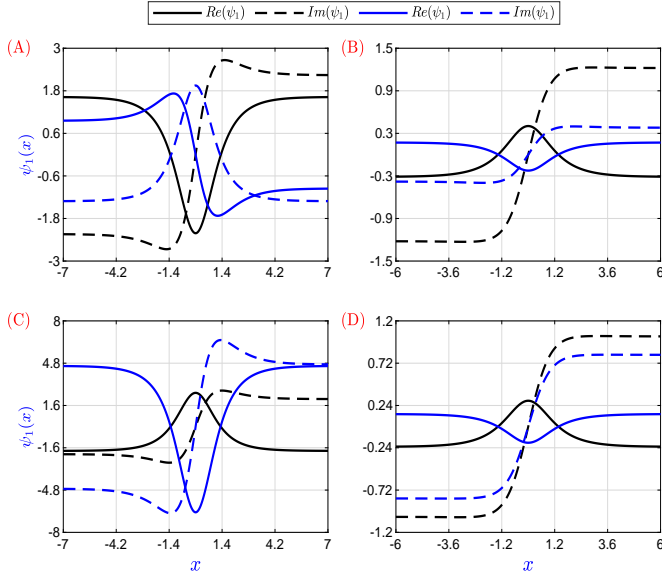 Re(ψ₁) Im(ψ₁) Re(ψ₁) Im(ψ₁)
(A) (B)
3 1.8 0.6 -0.6 -1.8 -3
ψ₁(x)
-7 -4.2 -1.4 1.4 4.2 7
1.5 0.9 0.3 -0.3 -0.9 -1.5
-6 -3.6 -1.2 1.2 3.6 6
(C) (D)
8 4.8 1.6 -1.6 -4.8 -8
ψ₁(x)
-7 -4.2 -1.4 1.4 4.2 7
x
1.2 0.72 0.24 -0.24 -0.72 -1.2
-6 -3.6 -1.2 1.2 3.6 6
x